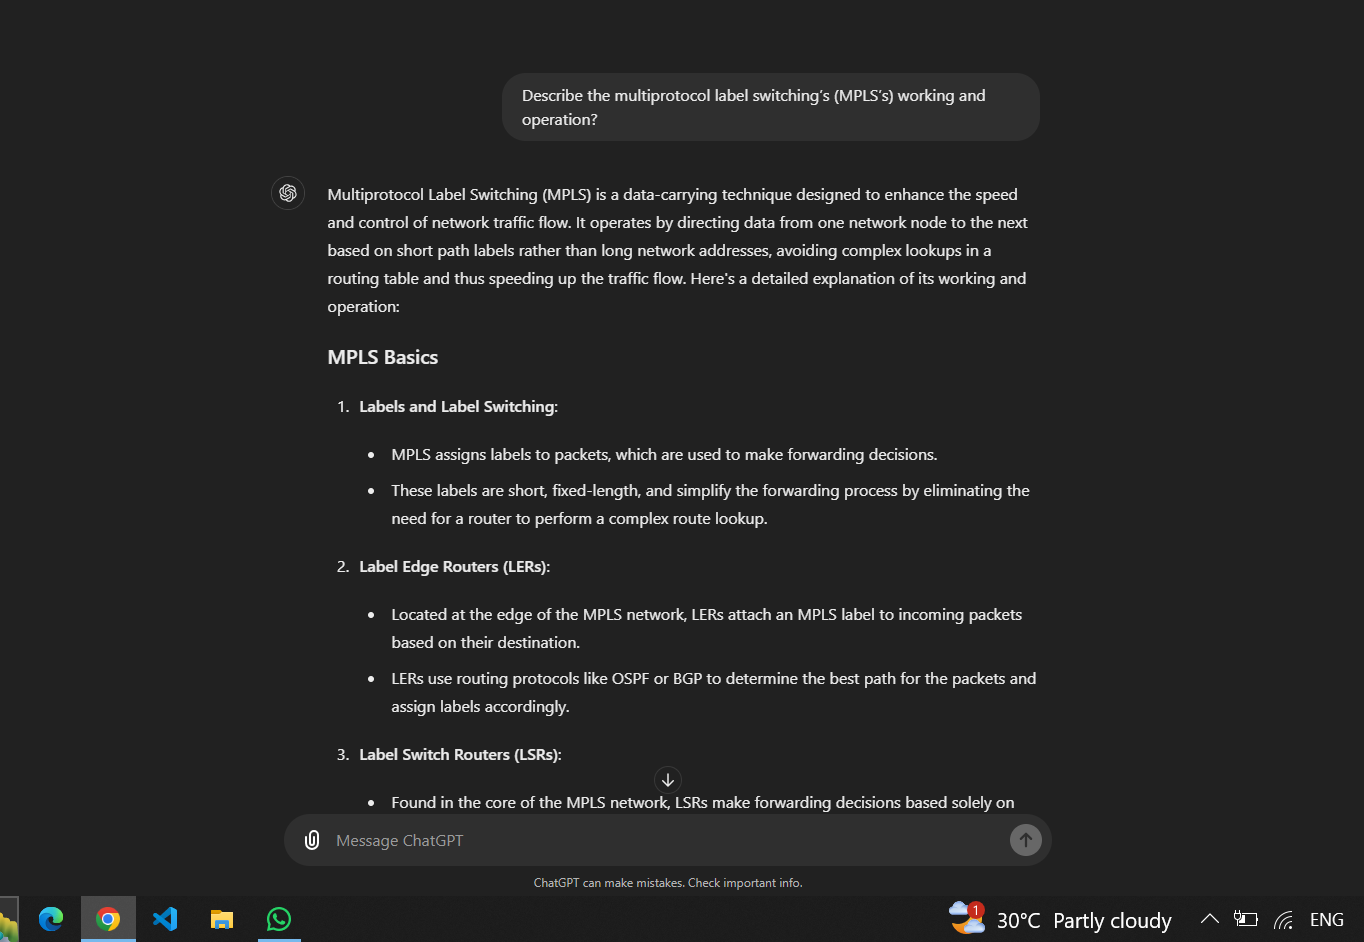 Describe the multiprotocol label switching’s (MPLS’s) working and
operation?
Multiprotocol Label Switching (MPLS) is a data-carrying technique designed to enhance the speed
and control of network traffic flow. It operates by directing data from one network node to the next
based on short path labels rather than long network addresses, avoiding complex lookups in a
routing table and thus speeding up the traffic flow. Here's a detailed explanation of its working and
operation:
MPLS Basics
1. Labels and Label Switching:
• MPLS assigns labels to packets, which are used to make forwarding decisions.
• These labels are short, fixed-length, and simplify the forwarding process by eliminating the
need for a router to perform a complex route lookup.
2. Label Edge Routers (LERs):
• Located at the edge of the MPLS network, LERs attach an MPLS label to incoming packets
based on their destination.
• LERs use routing protocols like OSPF or BGP to determine the best path for the packets and
assign labels accordingly.
3. Label Switch Routers (LSRs):
• Found in the core of the MPLS network, LSRs make forwarding decisions based solely on
Message ChatGPT
ChatGPT can make mistakes. Check important info.
1 30°C Partly cloudy ENG